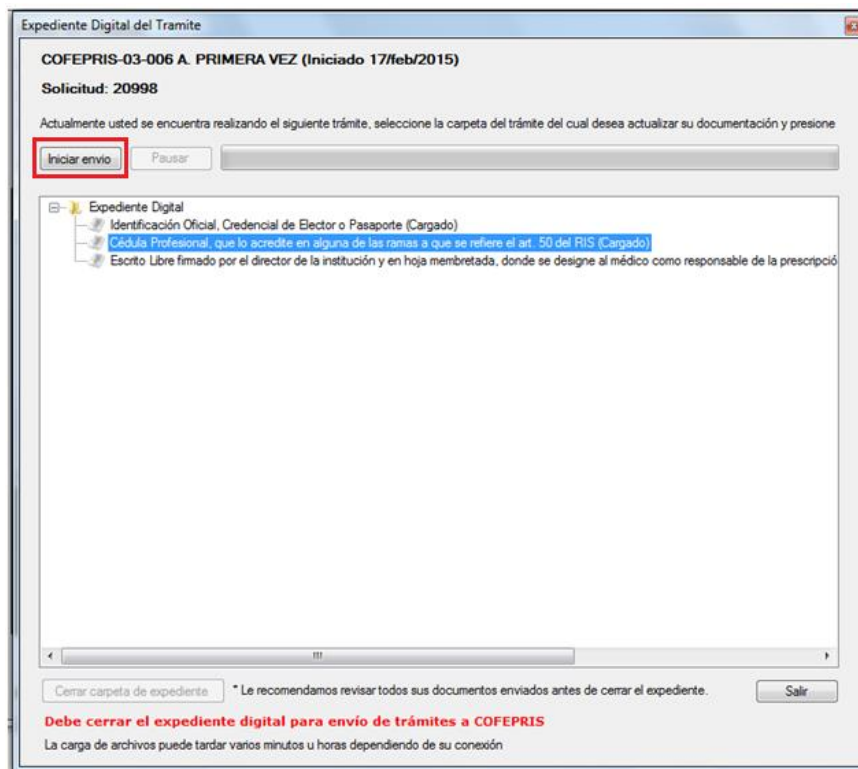 Expediente Digital del Tramite
COFEPRIS-03-006 A. PRIMERA VEZ (Iniciado 17/feb/2015)
Solicitud: 20998
Actualmente usted se encuentra realizando el siguiente trámite, seleccione la carpeta del trámite del cual desea actualizar su documentación y presione
Iniciar envio
Pausar
Expediente Digital
Identificación Oficial, Credencial de Elector o Pasaporte (Cargado)
Cédula Profesional, que lo acredite en alguna de las ramas a que se refiere el art. 50 del RIS (Cargado)
Escrito Libre firmado por el director de la institución y en hoja membretada, donde se designe al médico como responsable de la prescripció
Cerrar carpeta de expediente
* Le recomendamos revisar todos sus documentos enviados antes de cerrar el expediente.
Salir
Debe cerrar el expediente digital para envío de trámites a COFEPRIS
La carga de archivos puede tardar varios minutos u horas dependiendo de su conexión